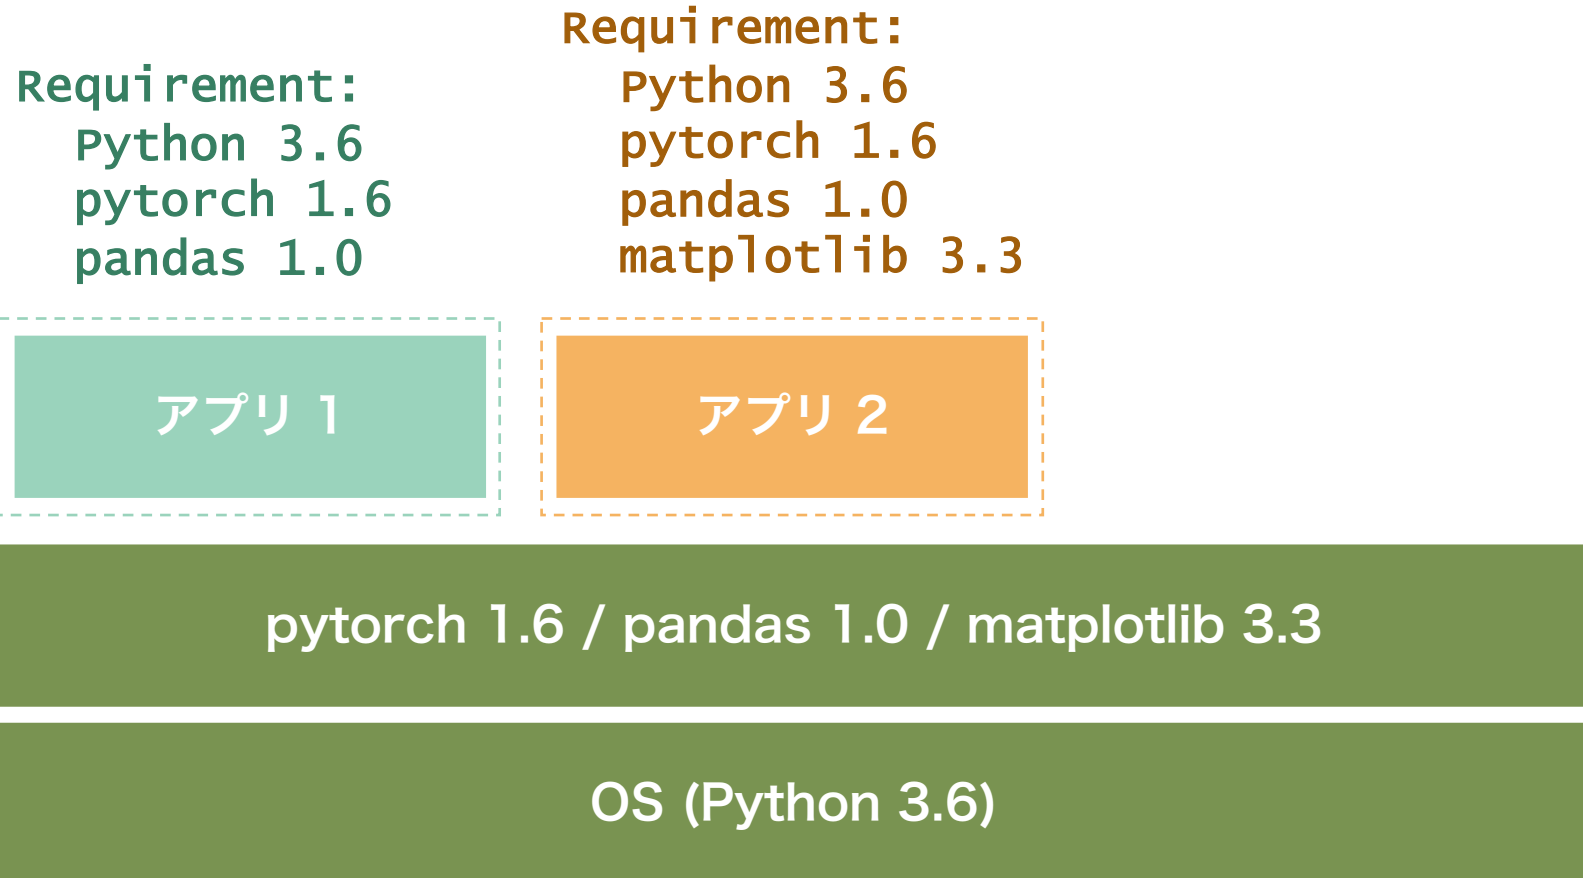 Requirement:
Python 3.6
pytorch 1.6
pandas 1.0
Requirement:
Python 3.6
pytorch 1.6
pandas 1.0
matplotlib 3.3
アプリ 1
アプリ 2
pytorch 1.6 / pandas 1.0 / matplotlib 3.3
OS (Python 3.6)